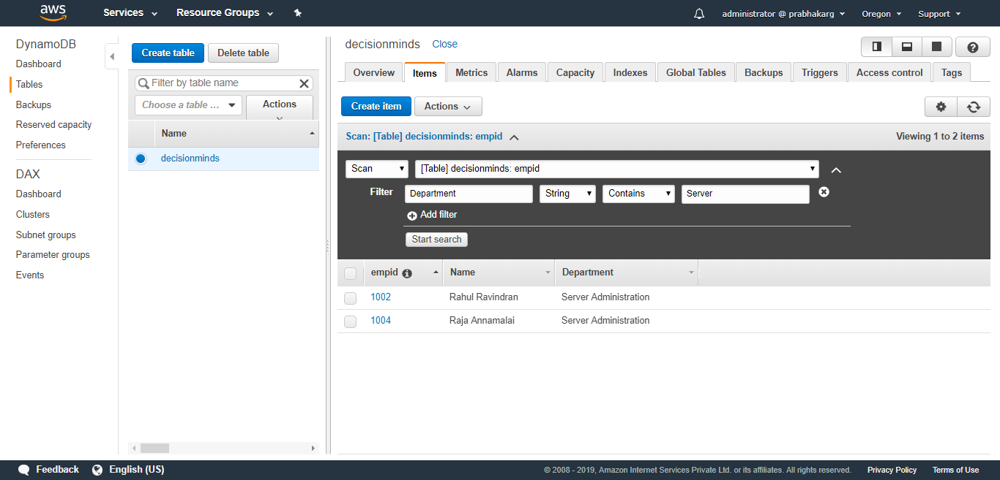 aws Services Resource Groups administrator @ prabhakarg Oregon Support
DynamoDB
Dashboard
Tables
Backups
Reserved capacity
Preferences
DAX
Dashboard
Clusters
Subnet groups
Parameter groups
Events
Create table Delete table
Filter by table name
Choose a table ... Actions
Name
decisionminds
decisionminds Close
Overview Items Metrics Alarms Capacity Indexes Global Tables Backups Triggers Access control Tags
Create item Actions
Scan: [Table] decisionminds: empid Viewing 1 to 2 items
Scan [Table] decisionminds: empid
Filter Department String Contains Server
Add filter
Start search
empid Name Department
1002 Rahul Ravindran Server Administration
1004 Raja Annamalai Server Administration
Feedback English (US) © 2008 - 2019, Amazon Internet Services Private Ltd. or its affiliates. All rights reserved. Privacy Policy Terms of Use